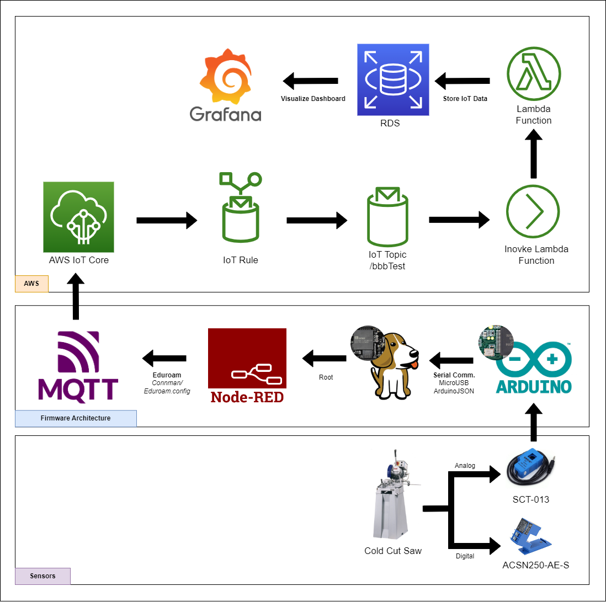 Grafana
Visualize Dashboard
RDS
Store IoT Data
Lambda
Function
AWS IoT Core
IoT Rule
IoT Topic
/bbbTest
Inovke Lambda
Function
AWS
MQTT
Eduroam
Connman/
Eduroam.config
Node-RED
Root
Serial Comm.
MicroUSB
ArduinoJSON
ARDUINO
Firmware Architecture
Cold Cut Saw
Analog
SCT-013
Digital
ACSN250-AE-S
Sensors